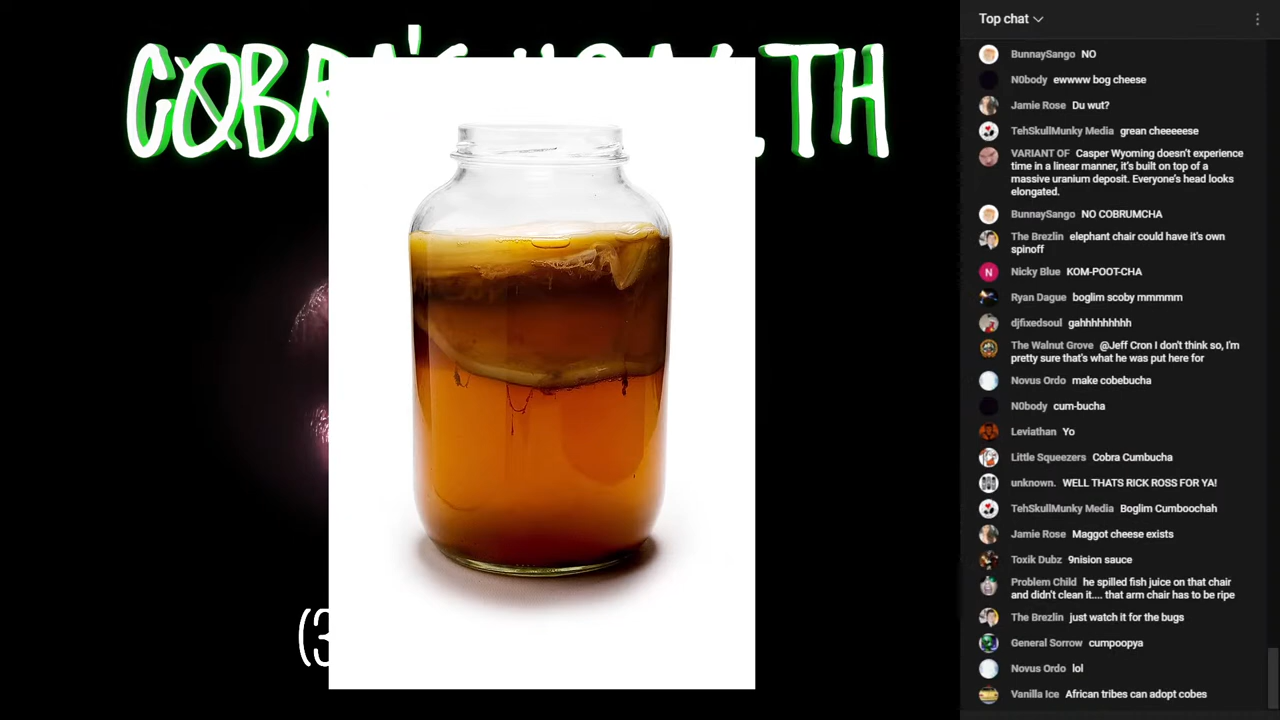 COBRA'S HEALTH
(3
Top chat
BunnaySango NO
N0body ewwww bog cheese
Jamie Rose Du wut?
TehSkullMunky Media grean cheeeeese
VARIANT OF Casper Wyoming doesn't experience
time in a linear manner, it's built on top of a
massive uranium deposit. Everyone's head looks
elongated.
BunnaySango NO COBRUMCHA
The Brezlin elephant chair could have it's own
spinoff
N
Nicky Blue KOM-POOT-CHA
Ryan Dague boglim scoby mmmmm
djfixedsoul gahhhhhhhh
The Walnut Grove @Jeff Cron I don't think so, I'm
pretty sure that's what he was put here for
Novus Ordo make cobebucha
N0body cum-bucha
Leviathan Yo
Little Squeezers Cobra Cumbucha
unknown. WELL THATS RICK ROSS FOR YA!
TehSkullMunky Media Boglim Cumboochah
Jamie Rose Maggot cheese exists
Toxik Dubz 9nision sauce
Problem Child he spilled fish juice on that chair
and didn't clean it.... that arm chair has to be ripe
The Brezlin just watch it for the bugs
General Sorrow cumpoopya
Novus Ordo lol
Vanilla Ice African tribes can adopt cobes